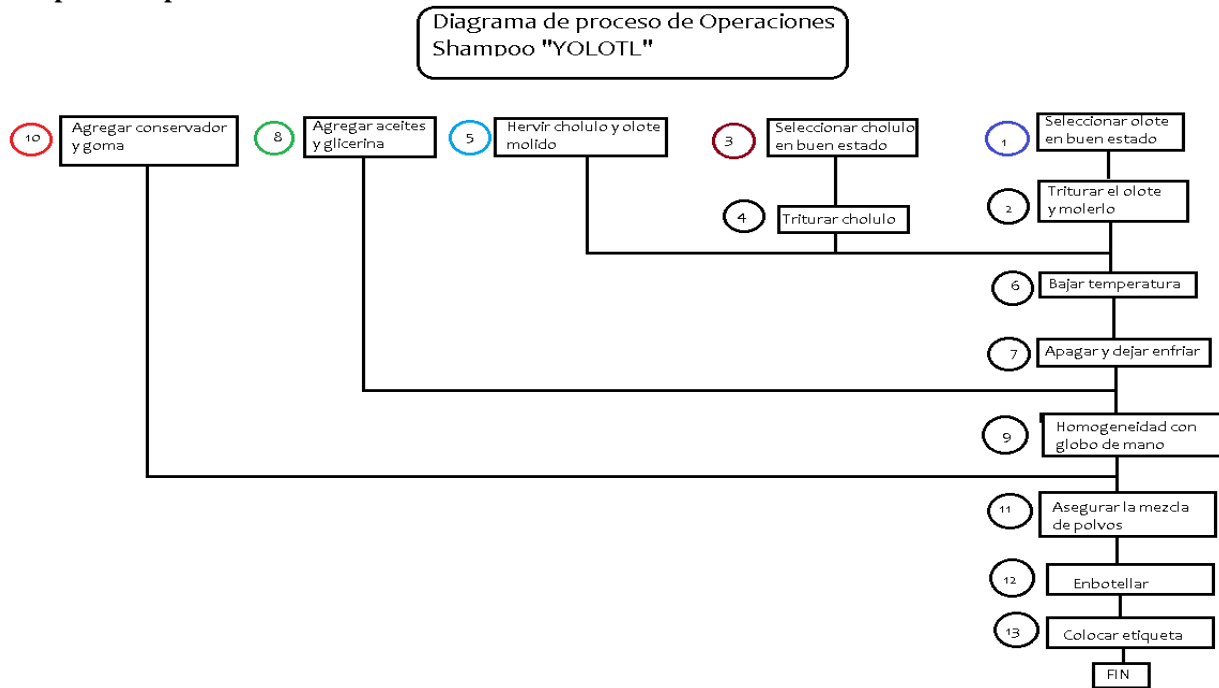 Diagrama de proceso de Operaciones
Shampoo "YOLOTL"
10
Agregar conservador
y goma
8
Agregar aceites
y glicerina
5
Hervir cholulo y olote
molido
3
Seleccionar cholulo
en buen estado
1
Seleccionar olote
en buen estado
4
Triturar cholulo
2
Triturar el olote
y molerlo
6
Bajar temperatura
7
Apagar y dejar enfriar
9
Homogeneidad con
globo de mano
11
Asegurar la mezcla
de polvos
12
Enbotellar
13
Colocar etiqueta
FIN